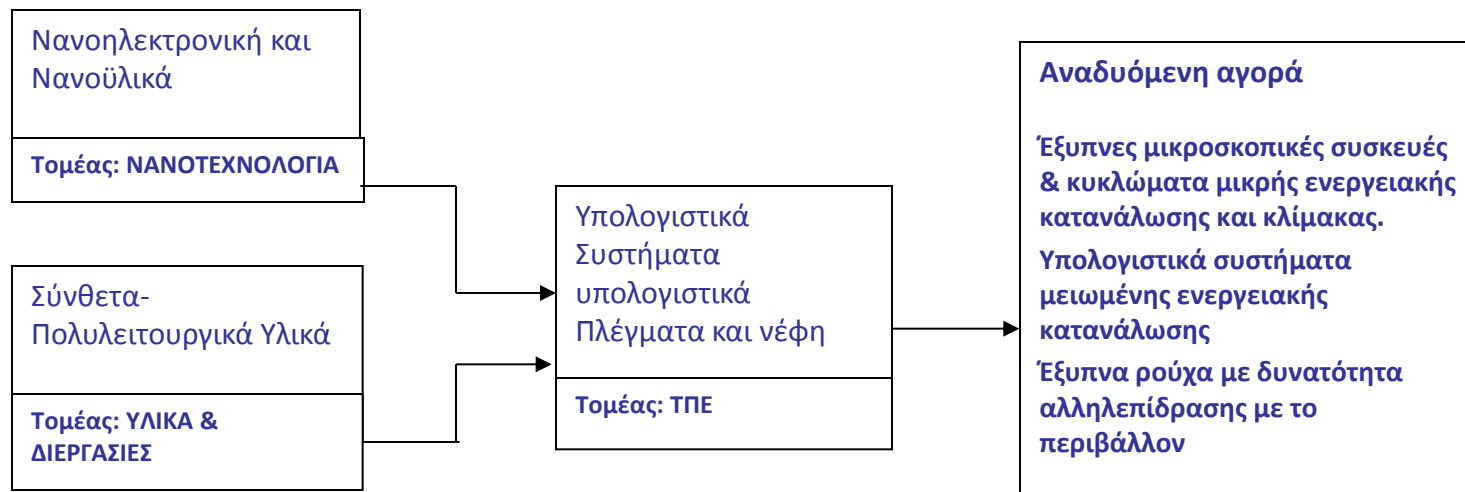 Νανοηλεκτρονική και
Νανοϋλικά
Τομέας: ΝΑΝΟΤΕΧΝΟΛΟΓΙΑ
Σύνθετα-
Πολυλειτουργικά Υλικά
Τομέας: ΥΛΙΚΑ &
ΔΙΕΡΓΑΣΙΕΣ
Υπολογιστικά
Συστήματα
υπολογιστικά
Πλέγματα και νέφη
Τομέας: ΤΠΕ
Αναδυόμενη αγορά
Έξυπνες μικροσκοπικές συσκευές
& κυκλώματα μικρής ενεργειακής
κατανάλωσης και κλίμακας.
Υπολογιστικά συστήματα
μειωμένης ενεργειακής
κατανάλωσης
Έξυπνα ρούχα με δυνατότητα
αλληλεπίδρασης με το
περιβάλλον